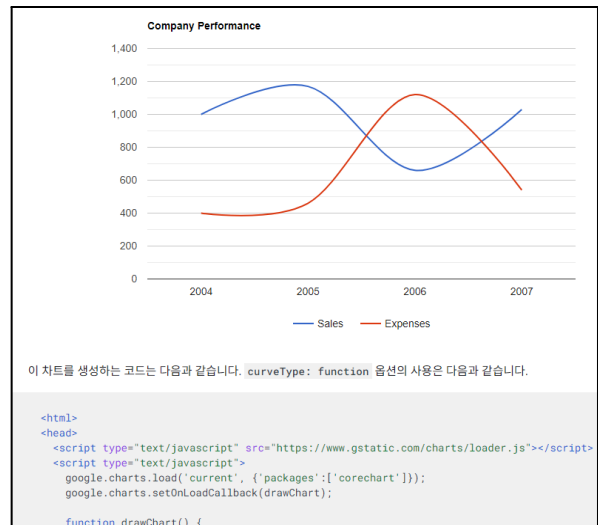 Company Performance
1,400
1,200
1,000
800
600
400
200
0
2004 2005 2006 2007
Sales Expenses
이 차트를 생성하는 코드는 다음과 같습니다. curveType: function 옵션의 사용은 다음과 같습니다.
<html>
<head>
<script type="text/javascript" src="https://www.gstatic.com/charts/loader.js"></script>
<script type="text/javascript">
google.charts.load('current', {'packages':['corechart']});
google.charts.setOnLoadCallback(drawChart);
function drawChart() {